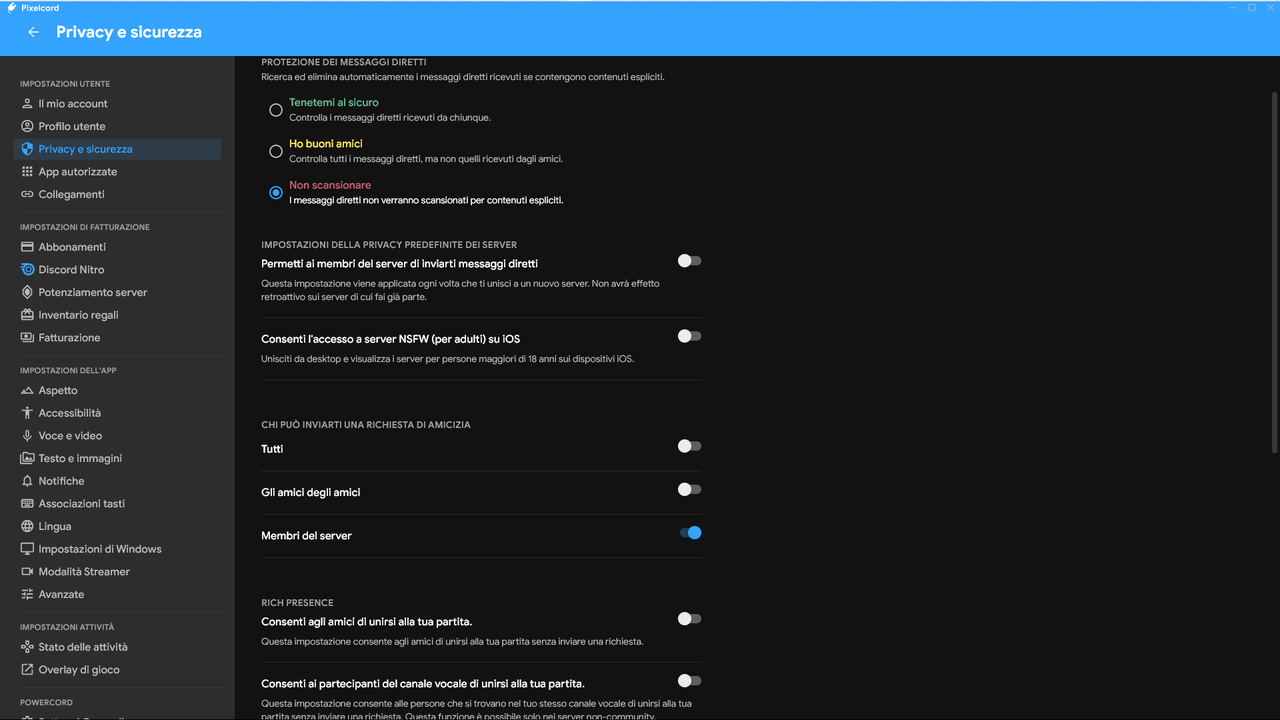 Pixelcord
Privacy e sicurezza
IMPOSTAZIONI UTENTE
Il mio account
Profilo utente
Privacy e sicurezza
App autorizzate
Collegamenti
IMPOSTAZIONI DI FATTURAZIONE
Abbonamenti
Discord Nitro
Potenziamento server
Inventario regali
Fatturazione
IMPOSTAZIONI DELL'APP
Aspetto
Accessibilità
Voce e video
Testo e immagini
Notifiche
Associazioni tasti
Lingua
Impostazioni di Windows
Modalità Streamer
Avanzate
IMPOSTAZIONI ATTIVITÀ
Stato delle attività
Overlay di gioco
POWERCORD
PROTEZIONE DEI MESSAGGI DIRETTI
Ricerca ed elimina automaticamente i messaggi diretti ricevuti se contengono contenuti espliciti.
Tenetemi al sicuro
Controlla i messaggi diretti ricevuti da chiunque.
Ho buoni amici
Controlla tutti i messaggi diretti, ma non quelli ricevuti dagli amici.
Non scansionare
I messaggi diretti non verranno scansionati per contenuti espliciti.
IMPOSTAZIONI DELLA PRIVACY PREDEFINITE DEI SERVER
Permetti ai membri del server di inviarti messaggi diretti
Questa impostazione viene applicata ogni volta che ti unisci a un nuovo server. Non avrà effetto
retroattivo sui server di cui fai già parte.
Consenti l'accesso a server NSFW (per adulti) su iOS
Unisciti da desktop e visualizza i server per persone maggiori di 18 anni sui dispositivi iOS.
CHI PUÒ INVIARTI UNA RICHIESTA DI AMICIZIA
Tutti
Gli amici degli amici
Membri del server
RICH PRESENCE
Consenti agli amici di unirsi alla tua partita.
Questa impostazione consente agli amici di unirsi alla tua partita senza inviare una richiesta.
Consenti ai partecipanti del canale vocale di unirsi alla tua partita.
Questa impostazione consente alle persone che si trovano nel tuo stesso canale vocale di unirsi alla tua
partita senza inviare una richiesta. Questa funzione è possibile solo nei server non-community.